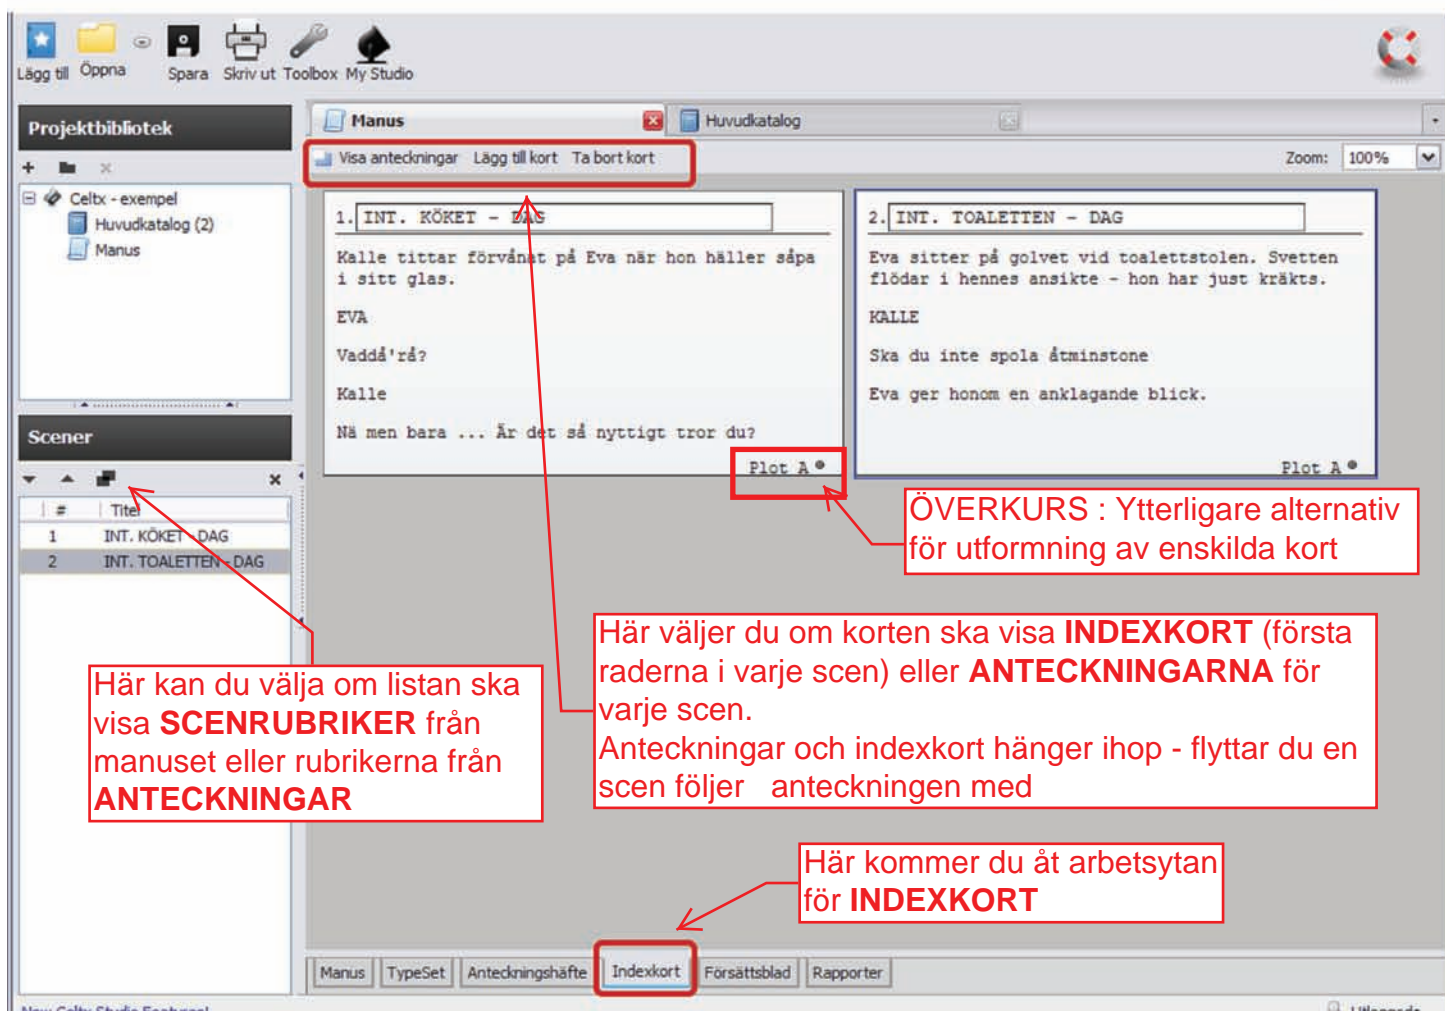 Lägg till Öppna Spara Skriv ut Toolbox My Studio
Projektbibliotek
Manus
Huvudkatalog
Visa anteckningar Lägg till kort Ta bort kort
Zoom: 100%
Celtx - exempel
Huvudkatalog (2)
Manus
1. INT. KÖKET - DAG
Kalle tittar förvånat på Eva när hon häller såpa
i sitt glas.
EVA
Vaddå'rå?
Kalle
Nä men bara ... Är det så nyttigt tror du?
Plot A
2. INT. TOALETTEN - DAG
Eva sitter på golvet vid toalettstolen. Svetten
flödar i hennes ansikte - hon har just kräkts.
KALLE
Ska du inte spola åtminstone
Eva ger honom en anklagande blick.
Plot A
Scener
# Titel
1 INT. KÖKET - DAG
2 INT. TOALETTEN - DAG
ÖVERKURS : Ytterligare alternativ
för utformning av enskilda kort
Här väljer du om korten ska visa INDEXKORT (första
raderna i varje scen) eller ANTECKNINGARNA för
varje scen.
Anteckningar och indexkort hänger ihop - flyttar du en
scen följer anteckningen med
Här kan du välja om listan ska
visa SCENRUBRIKER från
manuset eller rubrikerna från
ANTECKNINGAR
Här kommer du åt arbetsytan
för INDEXKORT
Manus TypeSet Anteckningshäfte Indexkort Försättsblad Rapporter